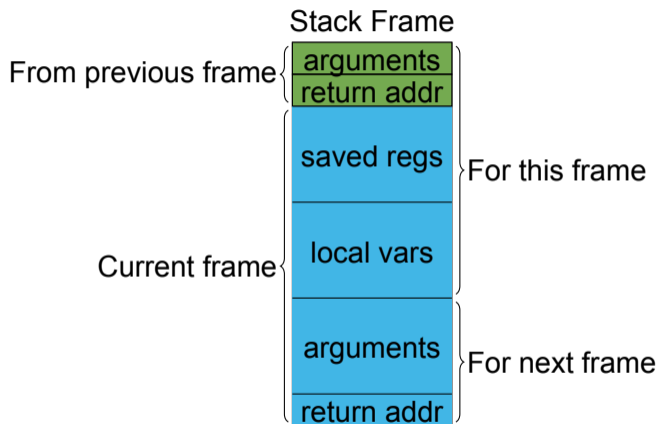 Stack Frame
From previous frame
arguments
return addr
saved regs
For this frame
local vars
Current frame
arguments
For next frame
return addr